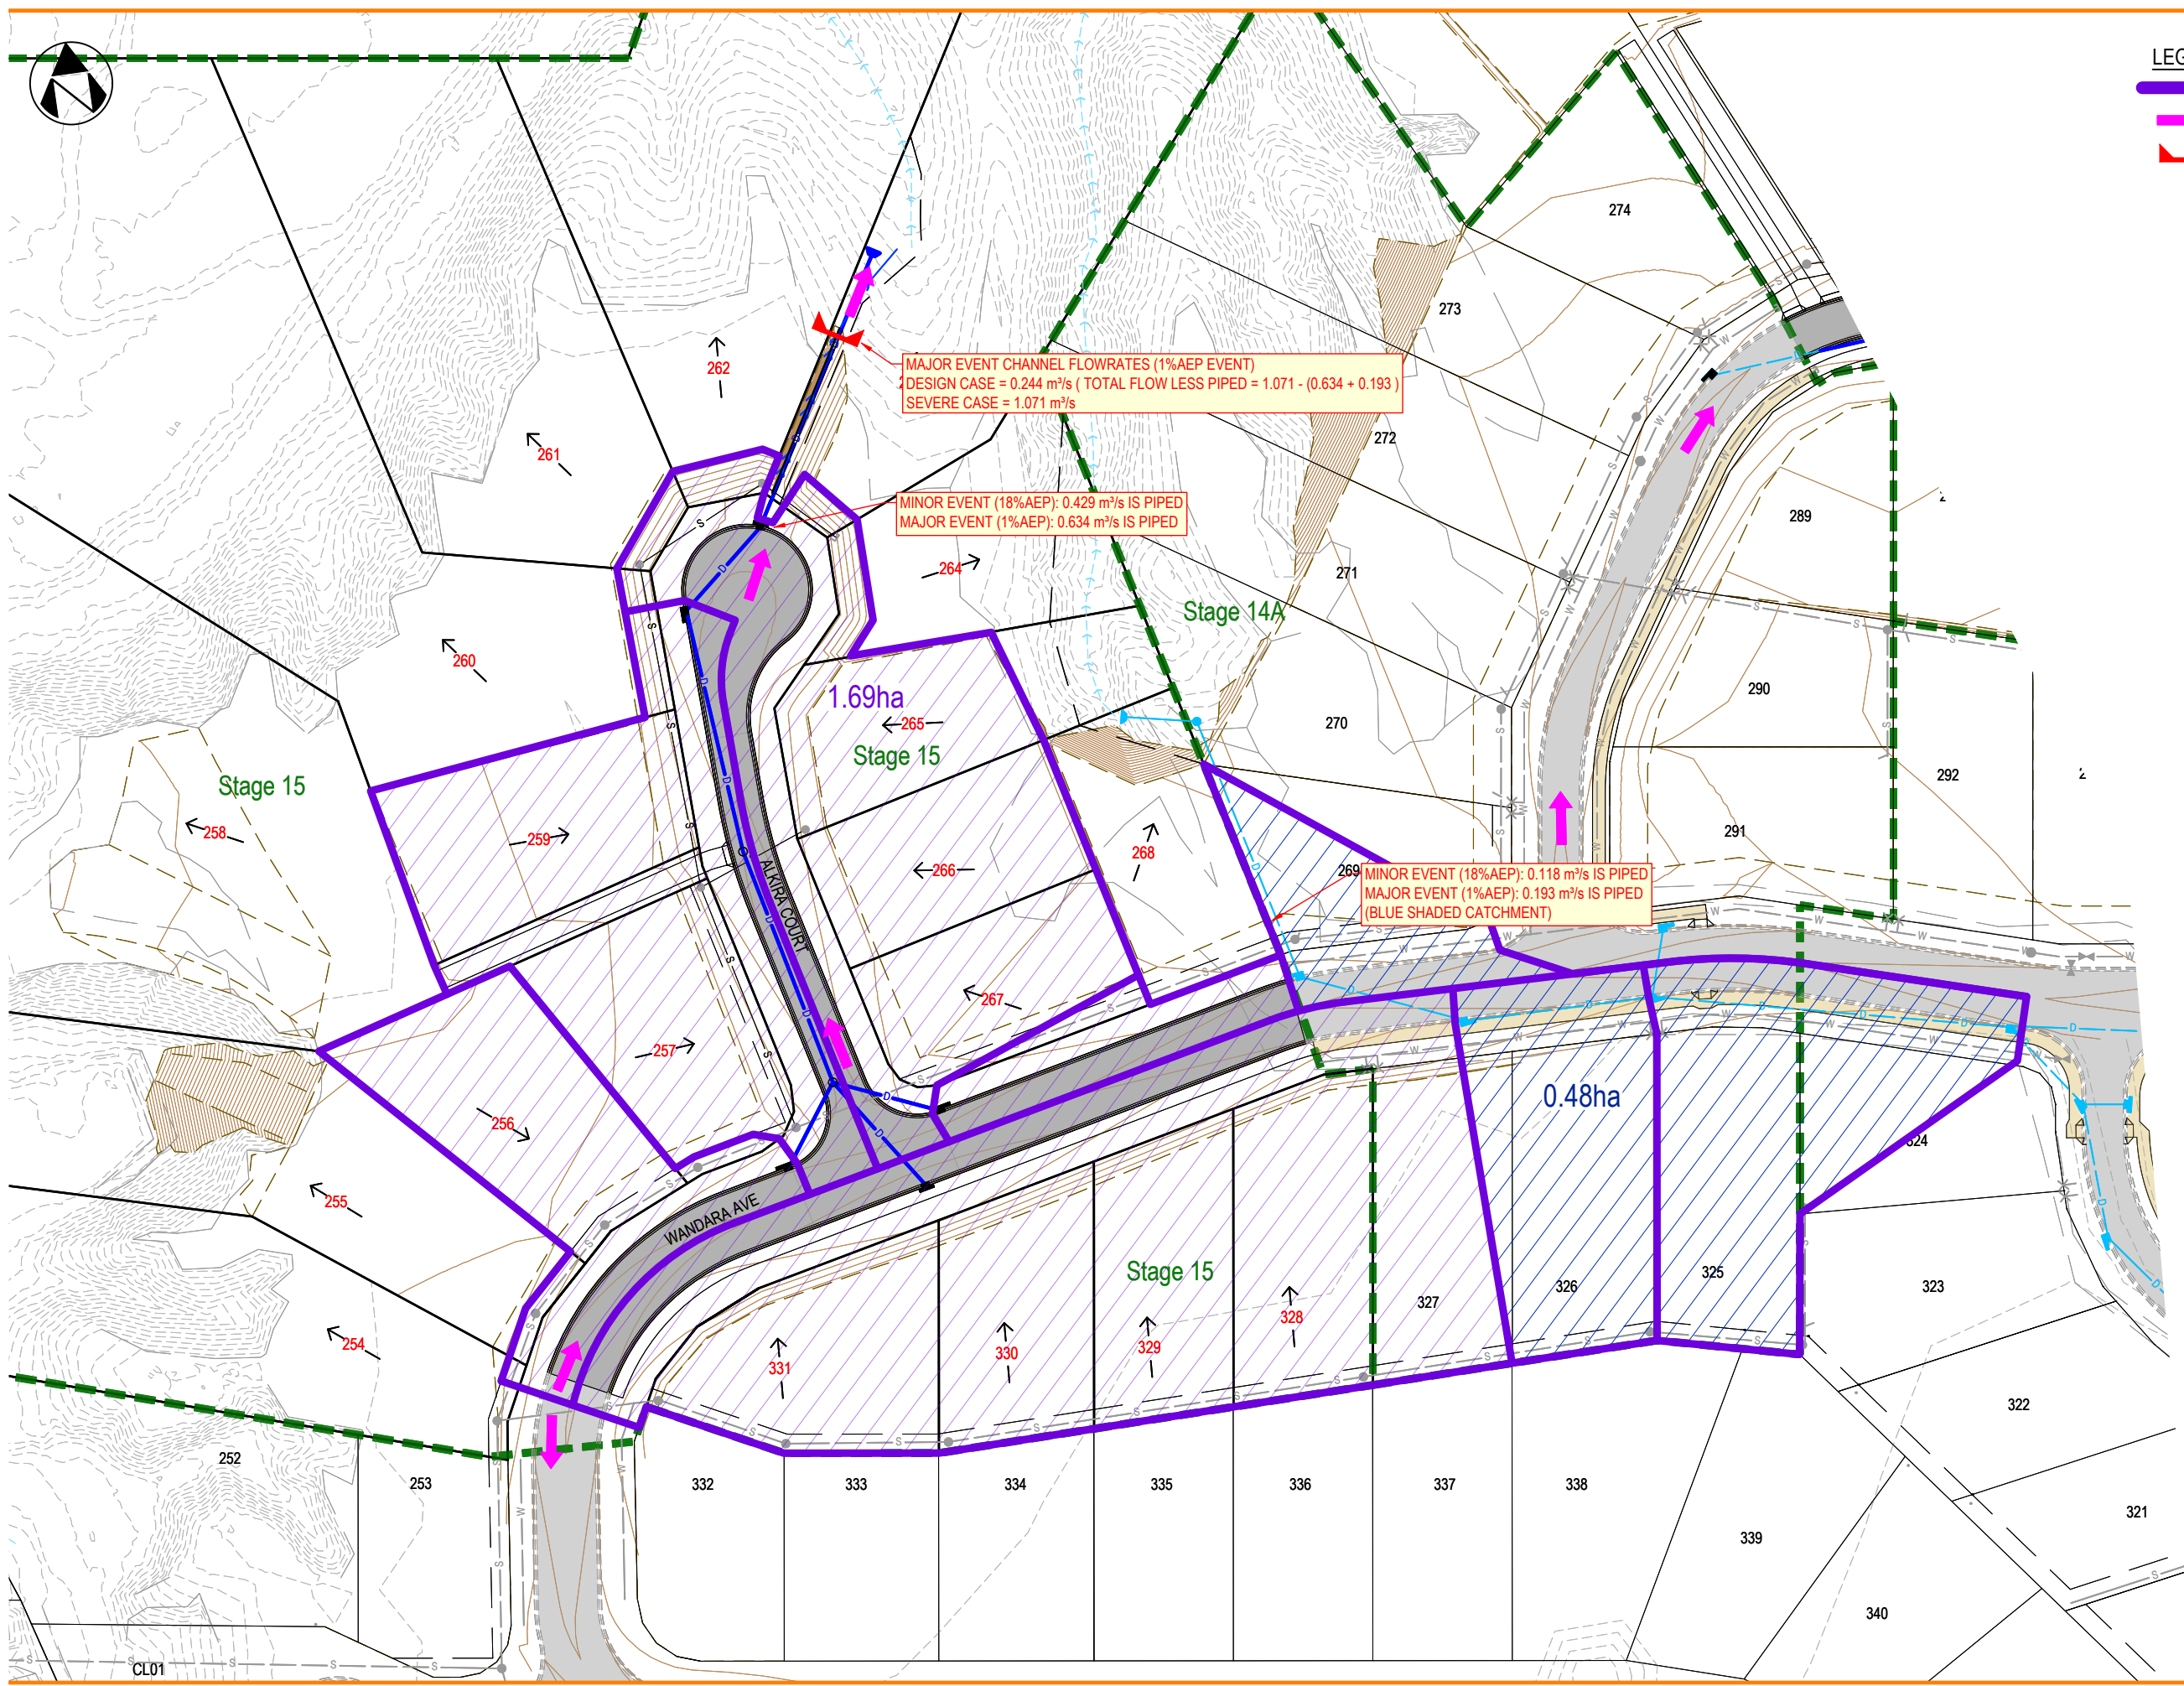 LEG
274
273
262
MAJOR EVENT CHANNEL FLOWRATES (1%AEP EVENT)
DESIGN CASE = 0.244 m³/s ( TOTAL FLOW LESS PIPED = 1.071 - (0.634 + 0.193 )
SEVERE CASE = 1.071 m³/s
272
261
MINOR EVENT (18%AEP): 0.429 m³/s IS PIPED
MAJOR EVENT (1%AEP): 0.634 m³/s IS PIPED
289
264
271
Stage 14A
260
1.69ha
290
265
270
Stage 15
Stage 15
292
258
259
291
268
266
269
MINOR EVENT (18%AEP): 0.118 m³/s IS PIPED
MAJOR EVENT (1%AEP): 0.193 m³/s IS PIPED
(BLUE SHADED CATCHMENT)
ALKIRA COURT
267
257
0.48ha
256
324
255
WANDARA AVE
Stage 15
326
325
323
327
328
254
331
330
329
322
252
253
332
333
334
335
336
337
338
321
339
340
CL01